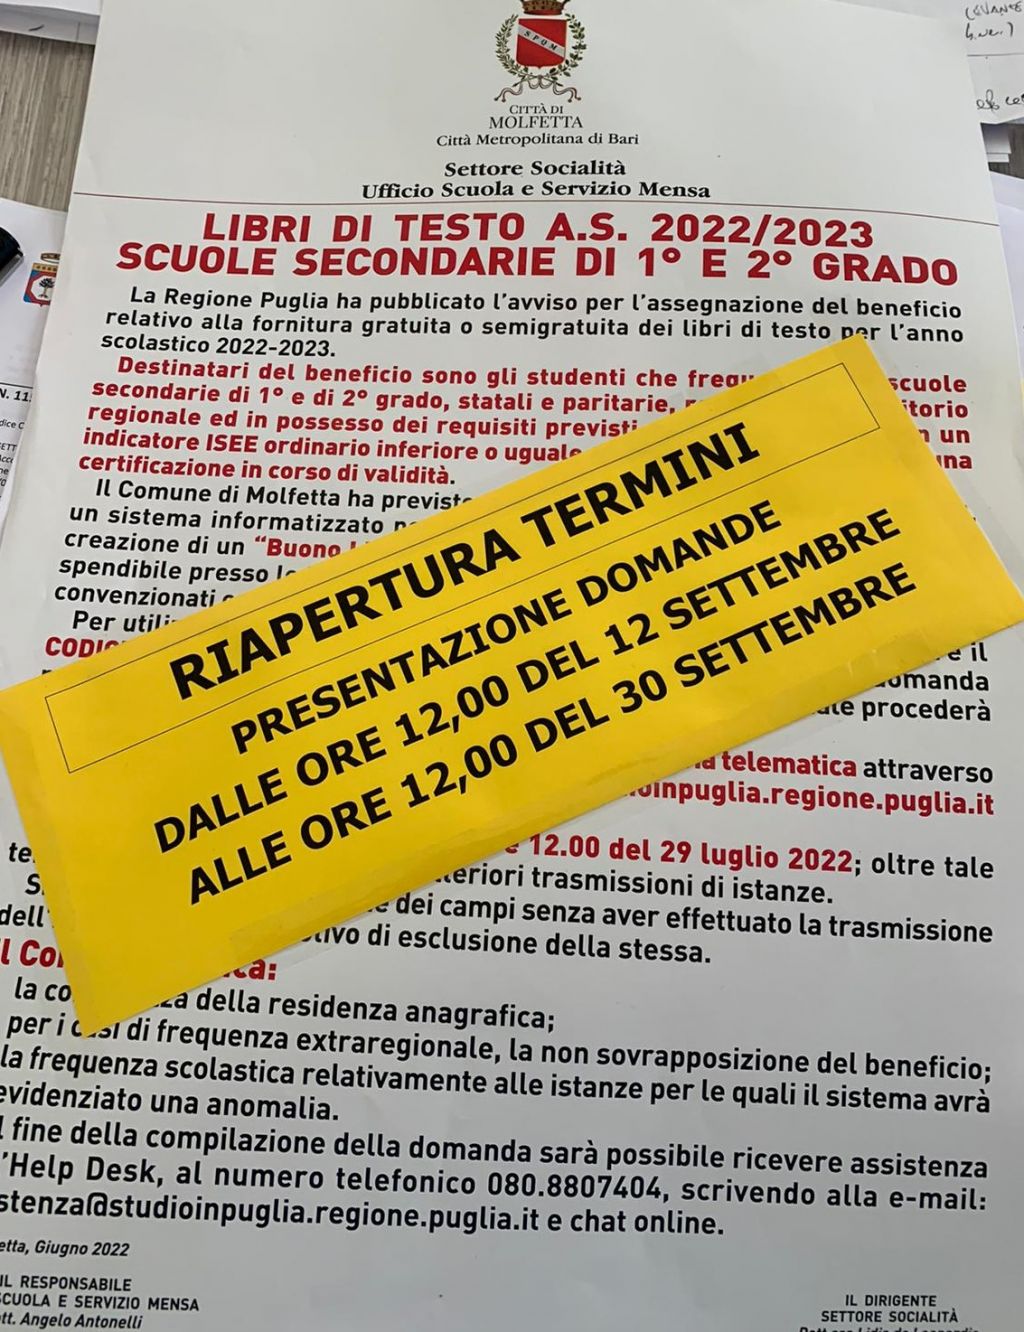 SPQM
CITTÀ DI
MOLFETTA
Città Metropolitana di Bari
Settore Socialità
Ufficio Scuola e Servizio Mensa
LIBRI DI TESTO A.S. 2022/2023
SCUOLE SECONDARIE DI 1° E 2° GRADO
La Regione Puglia ha pubblicato l'avviso per l'assegnazione del beneficio
relativo alla fornitura gratuita o semigratuita dei libri di testo per l'anno
scolastico 2022-2023.
Destinatari del beneficio sono gli studenti che scuole
secondarie di 1° e di 2° grado, statali e paritarie,
regionale ed in possesso dei requisiti previsti un
indicatore ISEE ordinario inferiore o
certificazione in corso di validità.
Il Comune di Molfetta ha
un sistema informatizzato
creazione di un "Buono
spendibile presso
convenzionati
Per
RIAPERTURA TERMINI
PRESENTAZIONE DOMANDE
DALLE ORE 12,00 DEL 12 SETTEMBRE
ALLE ORE 12,00 DEL 30 SETTEMBRE
il
procederà
telematica attraverso
.regione.puglia.it
12.00 del 29 luglio 2022; oltre tale
trasmissioni di istanze.
dei campi senza aver effettuato la trasmissione
di esclusione della stessa.
la della residenza anagrafica;
per i di frequenza extraregionale, la non sovrapposizione del beneficio;
la frequenza scolastica relativamente alle istanze per le quali il sistema avrà
evidenziato una anomalia.
fine della compilazione della domanda sarà possibile ricevere assistenza
'Help Desk, al numero telefonico 080.8807404, scrivendo alla e-mail:
stenza@studioinpuglia.regione.puglia.it e chat online.
etta, Giugno 2022
IL RESPONSABILE
SCUOLA E SERVIZIO MENSA
tt. Angelo Antonelli
IL DIRIGENTE
SETTORE SOCIALITÀ